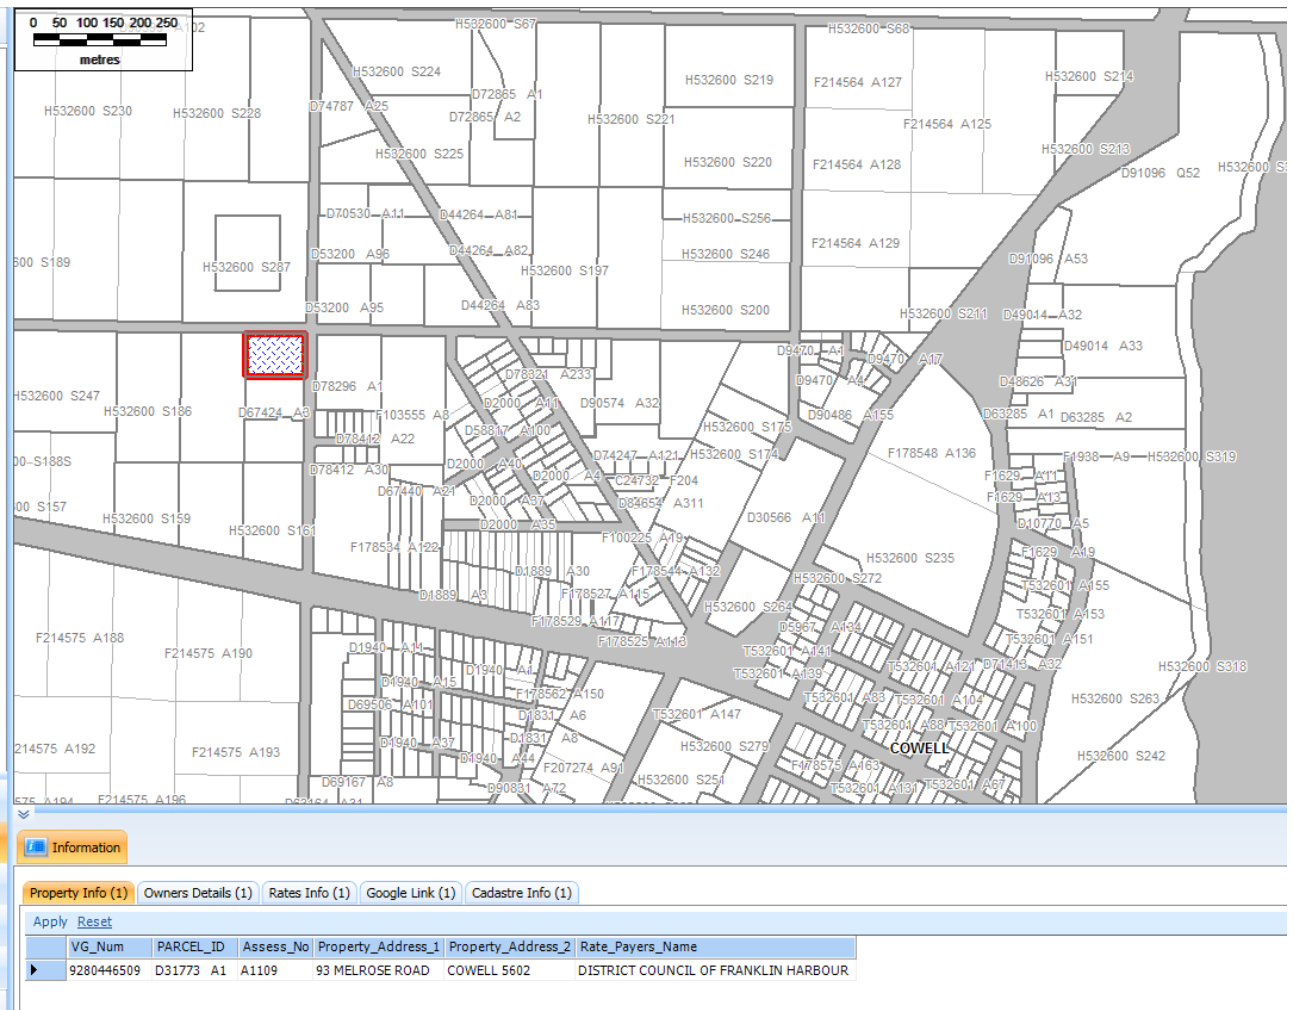 0 50 100 150 200 250
metres
H532600 S67
H532600 S68
H532600 S224
H532600 S219
F214564 A127
H532600 S214
D72865 A1
D74787 A25
H532600 S230
H532600 S228
D72865 A2
H532600 S221
F214564 A125
H532600 S225
H532600 S220
F214564 A128
H532600 S213
D91096 Q52
D70530 A11
D44264 A81
H532600 S256
F214564 A129
D53200 A96
D44264 A82
H532600 S246
D91096 A53
H532600 S287
H532600 S197
D53200 A95
D44264 A83
H532600 S200
H532600 S211
D49014 A32
D9470 A1
D9470 A17
D49014 A33
D78321 A233
D9470 A4
D48626 A31
D78296 A1
H532600 S247
H532600 S186
D67424 A3
F103555 A8
D2000 A11
D90574 A32
D90486 A155
D63285 A1
D63285 A2
D58817 A100
H532600 S175
D78412 A22
D74247 A121
H532600 S174
F178548 A136
F1938 A9
H532600 S319
D78412 A30
D2000 A40
D2000 A4
C24732 F204
F1629 A11
D67440 A21
D2000 A37
D84654 A311
F1629 A13
H532600 S159
H532600 S161
D2000 A35
D30566 A11
D10770 A5
F178534 A122
F100225 A19
H532600 S235
F1629 A19
D1889 A30
F178544 A132
H532600 S272
T532601 A155
D1889 A3
F178527 A115
H532600 S264
T532601 A153
F178529 A117
D5967 A134
F214575 A188
F214575 A190
D1940 A11
F178525 A113
T532601 A141
T532601 A151
D1940 A15
D1940 A1
T532601 A139
T532601 A121
D71413 A32
H532600 S318
D69506 A101
F178562 A150
T532601 A83
T532601 A104
H532600 S263
D1831 A6
T532601 A147
T532601 A88
T532601 A100
F214575 A193
D1940 A37
D1831 A8
H532600 S279
COWELL
H532600 S242
D1940 A44
F207274 A91
F178575 A163
D69167 A8
D90831 A72
H532600 S251
T532601 A131
T532601 A67
F214575 A196
Information
Property Info (1) Owners Details (1) Rates Info (1) Google Link (1) Cadastre Info (1)
Apply Reset
VG_Num PARCEL_ID Assess_No Property_Address_1 Property_Address_2 Rate_Payers_Name
9280446509 D31773 A1 A1109 93 MELROSE ROAD COWELL 5602 DISTRICT COUNCIL OF FRANKLIN HARBOUR